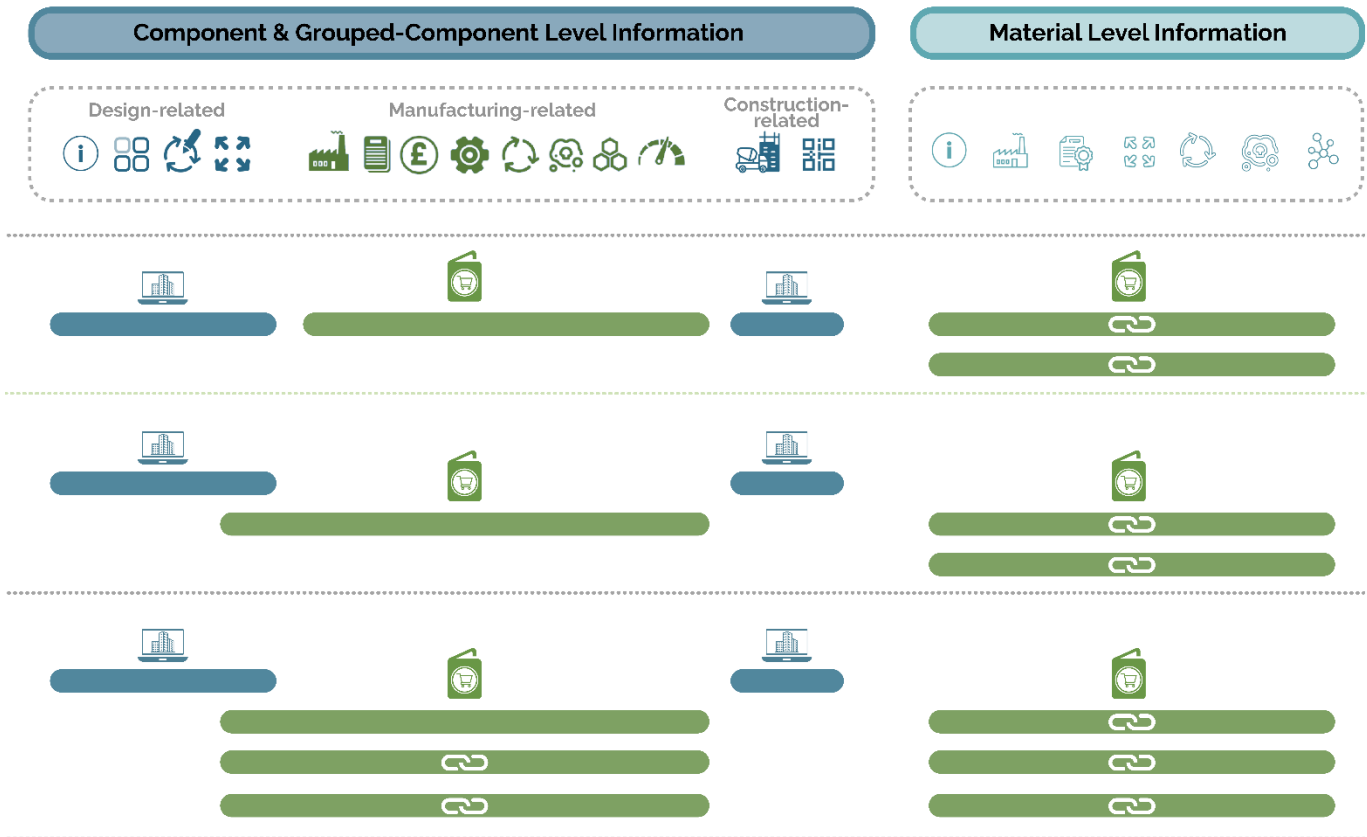 Component & Grouped-Component Level Information
Material Level Information
Design-related
Manufacturing-related
Construction-
related